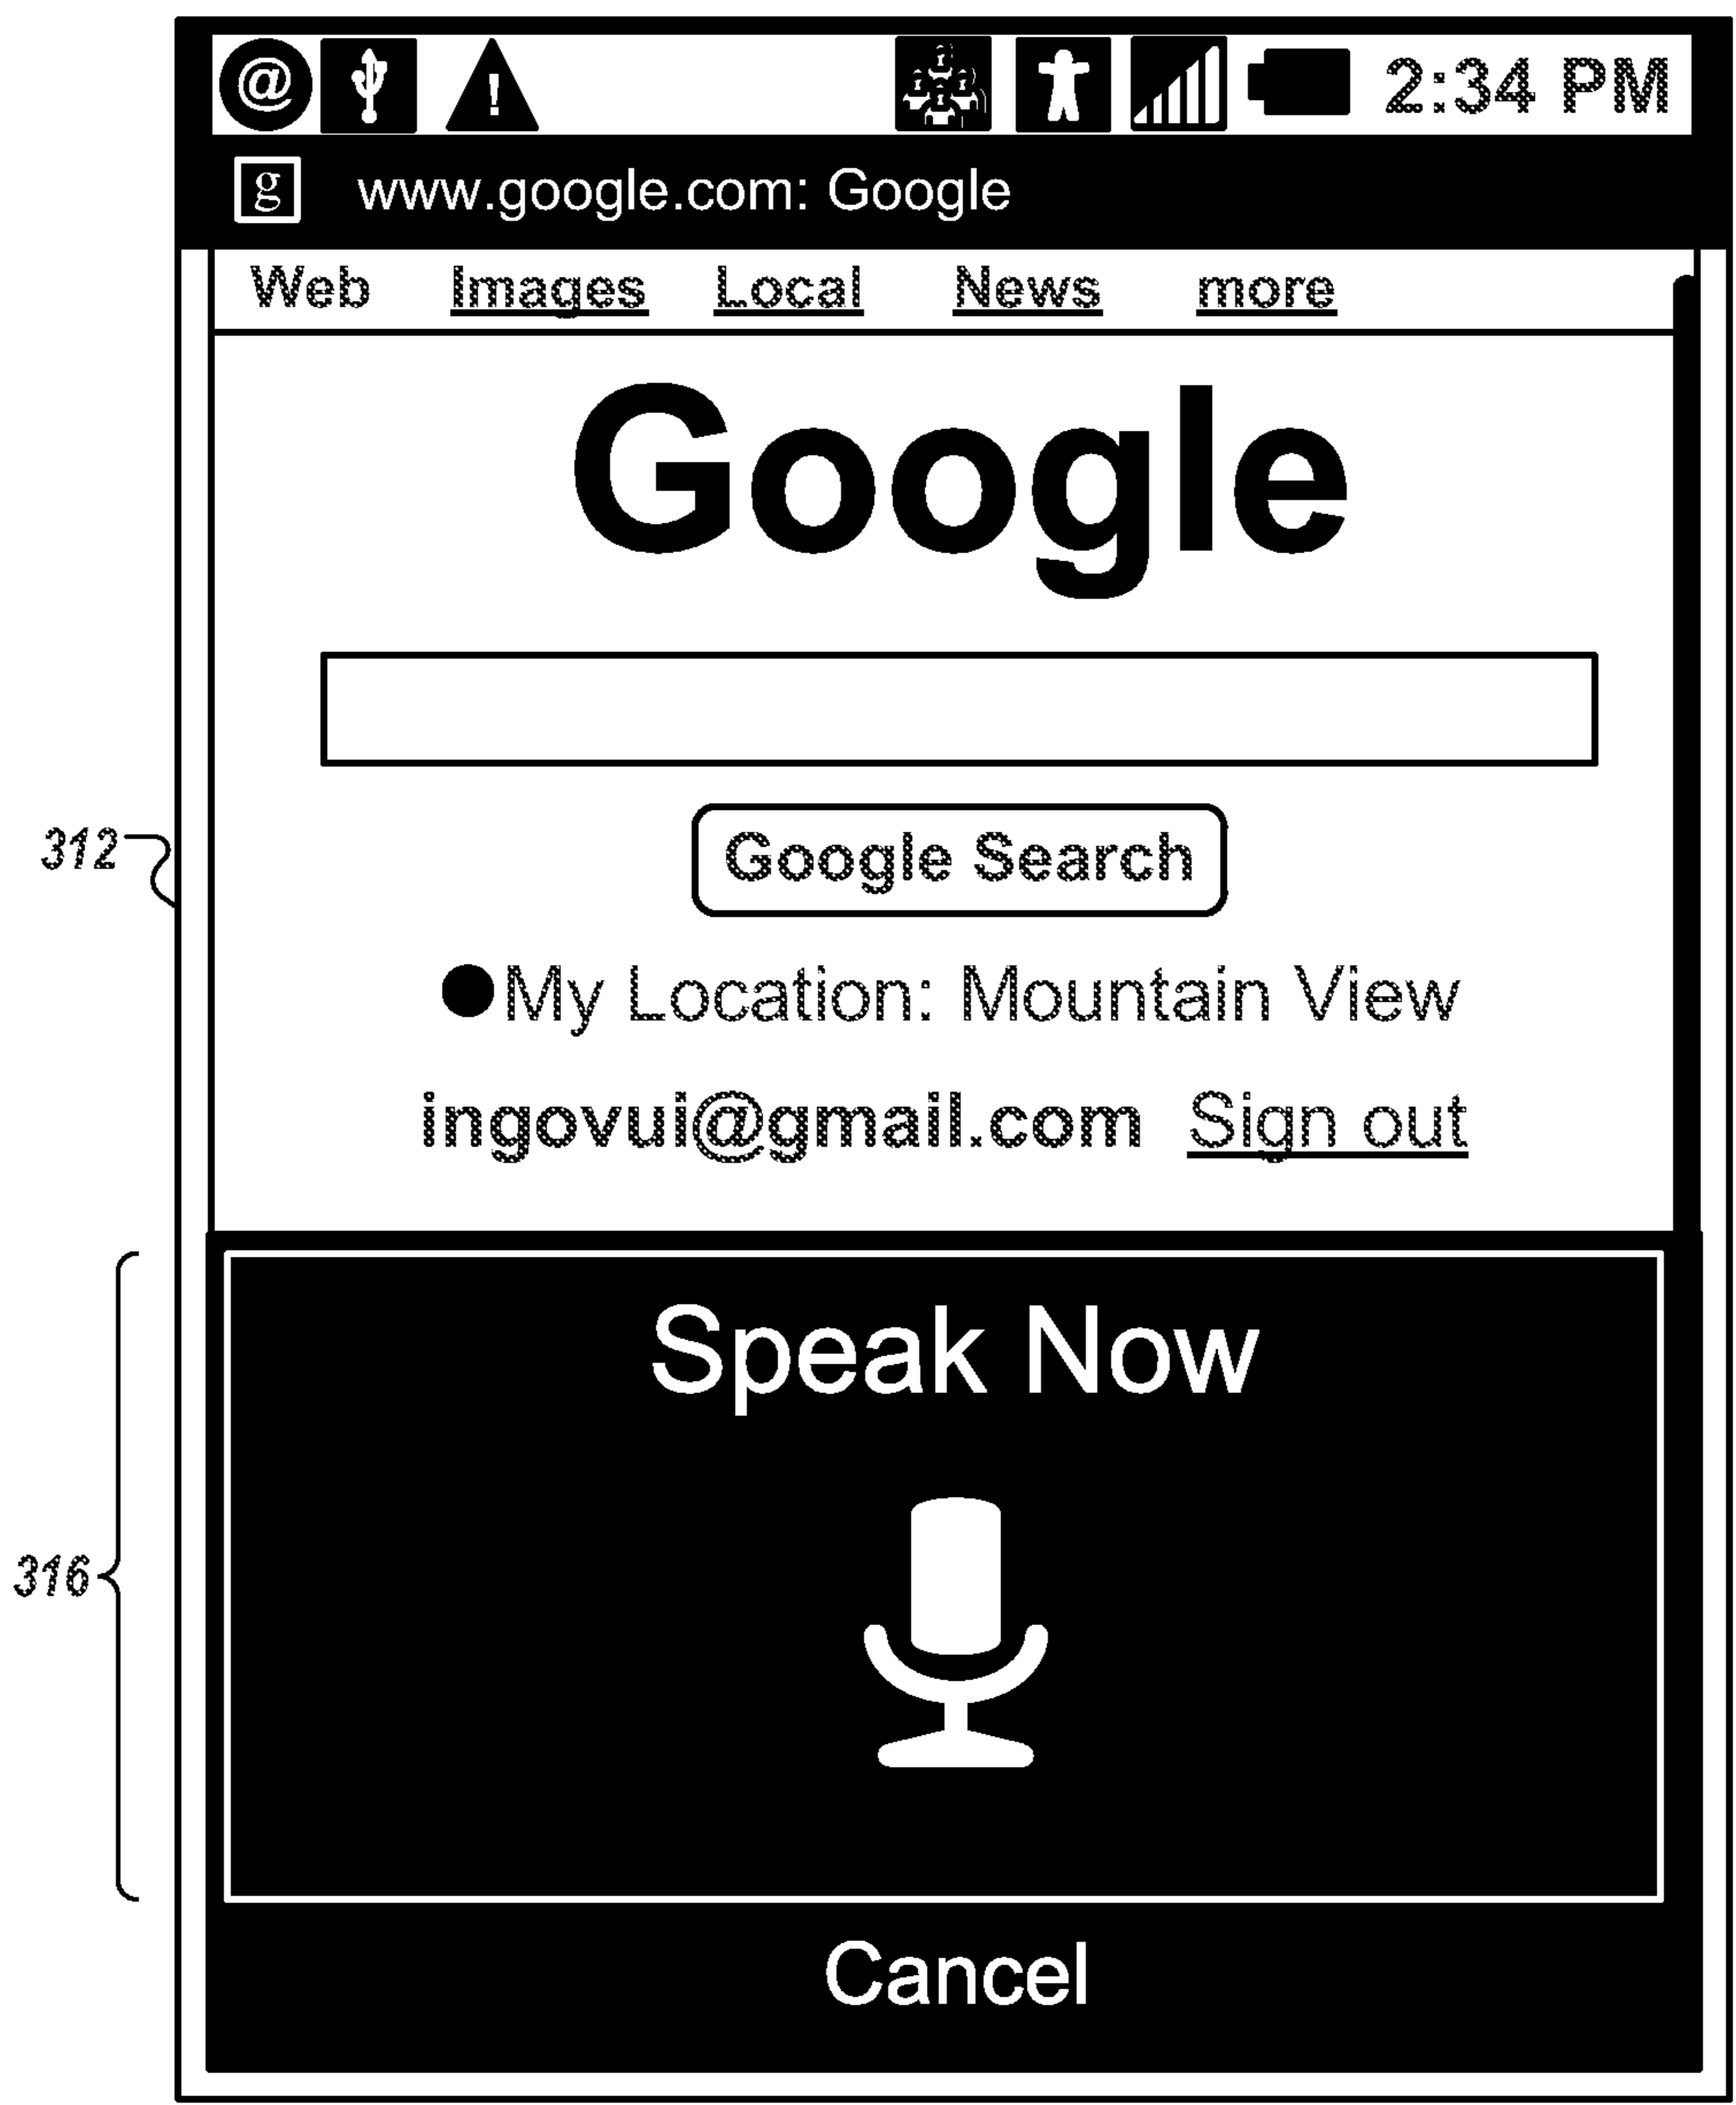 @ ! 2:34 PM
g www.google.com: Google
Web Images Local News more
Google
312
Google Search
My Location: Mountain View
ingovui@gmail.com Sign out
Speak Now
316
Cancel